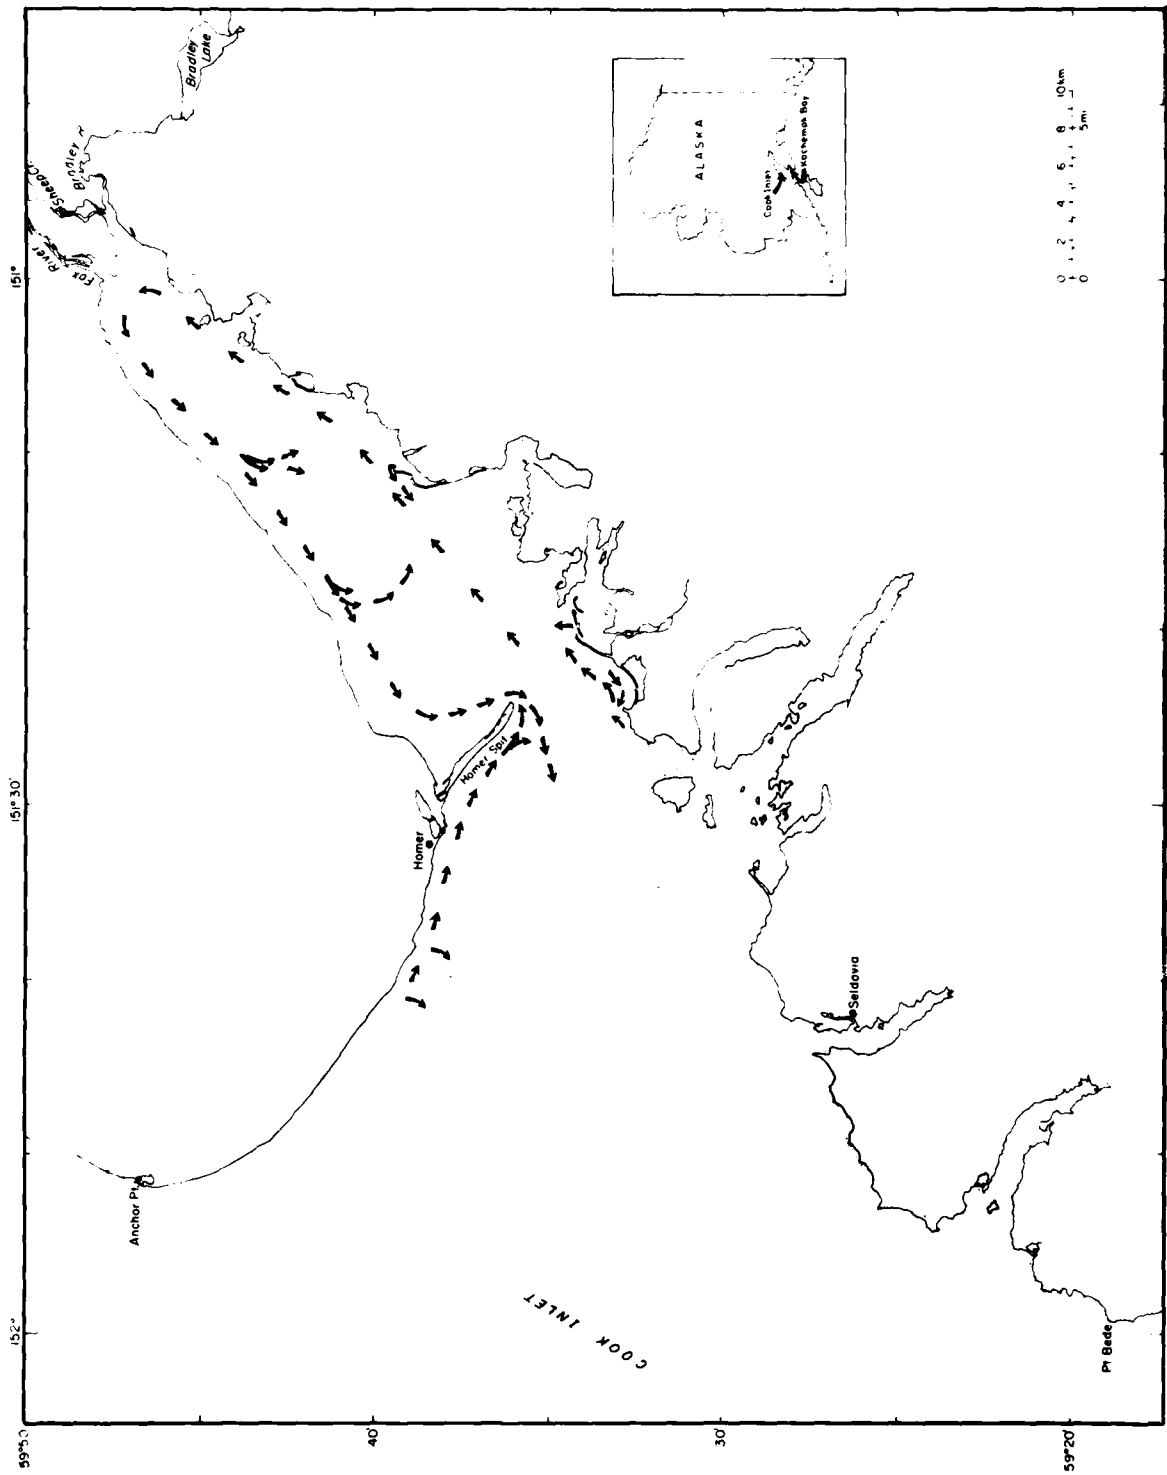 Bradley
Lake
Bradley R
Sheep Cr
Fox
River
151°
151°30'
152°
59°50'
40'
30'
59°20'
Homer Spit
Homer
Anchor Pt
Seldovia
Pt Bede
COOK INLET
ALASKA
Cook Inlet
Kachemak Bay
0 2 4 6 8 10km
0 5mi